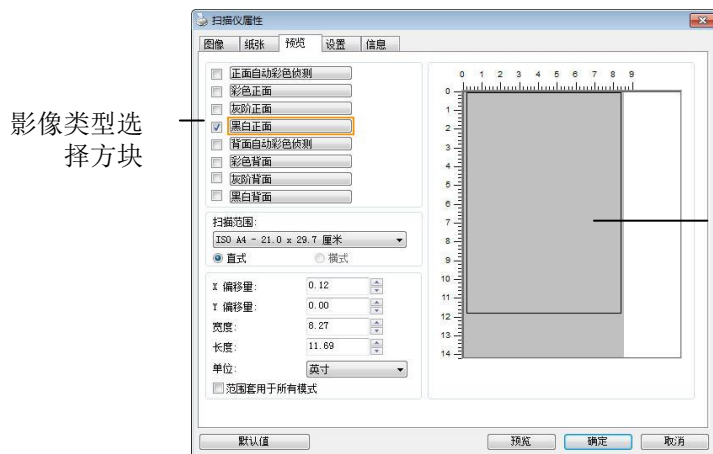 扫描仪属性
图像 纸张 预览 设置 信息
正面自动彩色侦测
彩色正面
灰阶正面
黑白正面
背面自动彩色侦测
彩色背面
灰阶背面
黑白背面
影像类型选
择方块
扫描范围:
ISO A4 - 21.0 x 29.7 厘米
直式 横式
X 偏移量: 0.12
Y 偏移量: 0.00
宽度: 8.27
长度: 11.69
单位: 英寸
范围套用于所有模式
0 1 2 3 4 5 6 7 8 9
0
1
2
3
4
5
6
7
8
9
10
11
12
13
14
默认值 预览 确定 取消